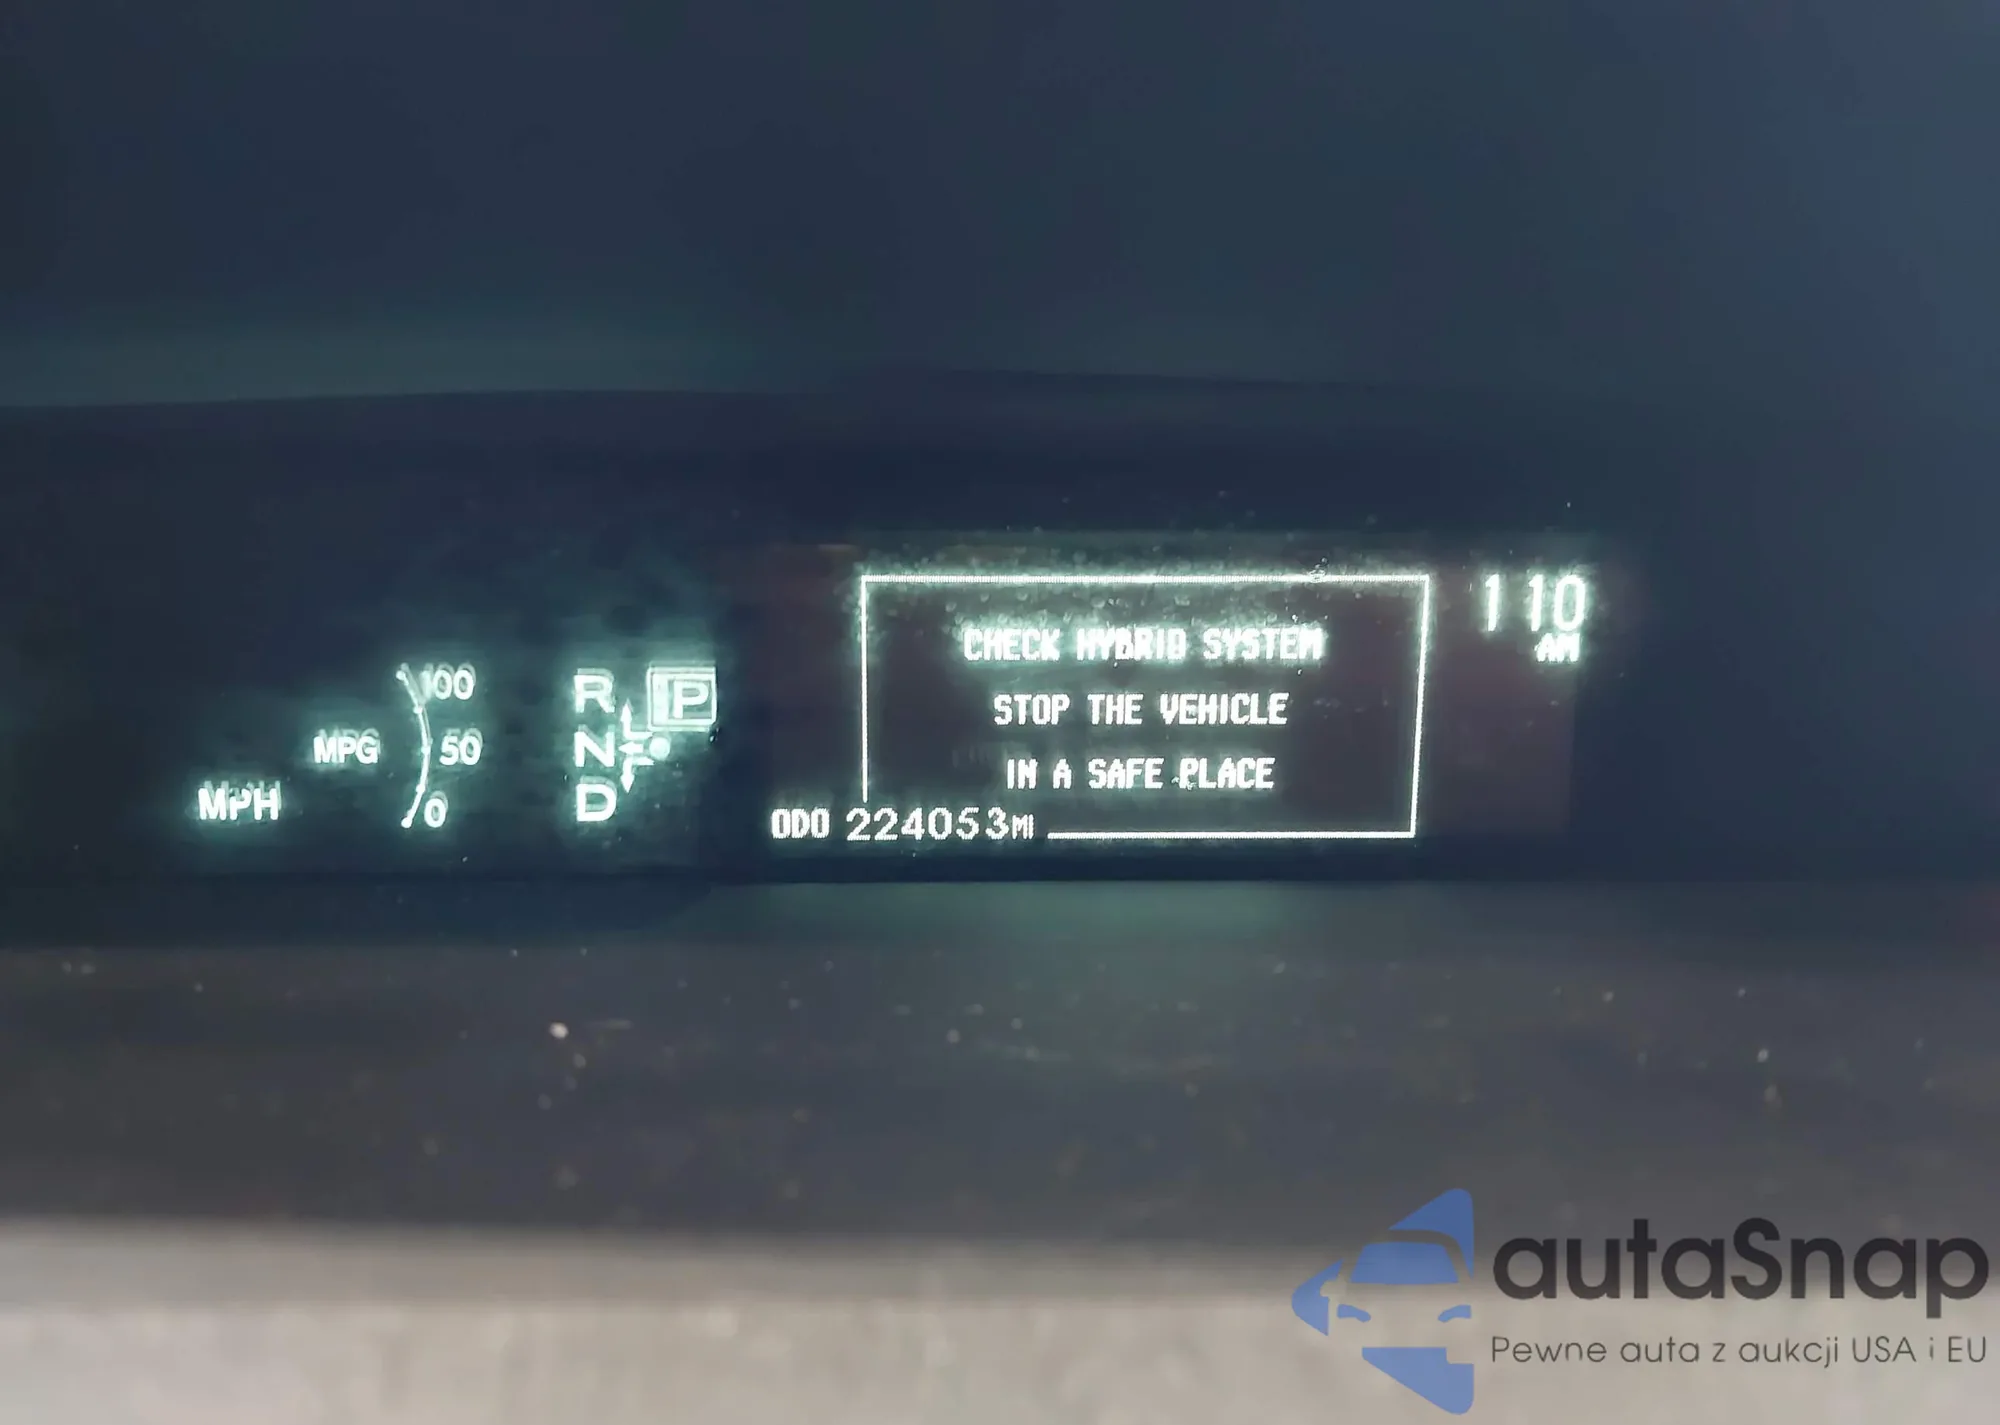 100
MPG 50
MPH 0
R P
N
D
CHECK HYBRID SYSTEM
STOP THE VEHICLE
IN A SAFE PLACE
ODO 224053MI
1 10
AM
autaSnap
Pewne auta z aukcji USA i EU